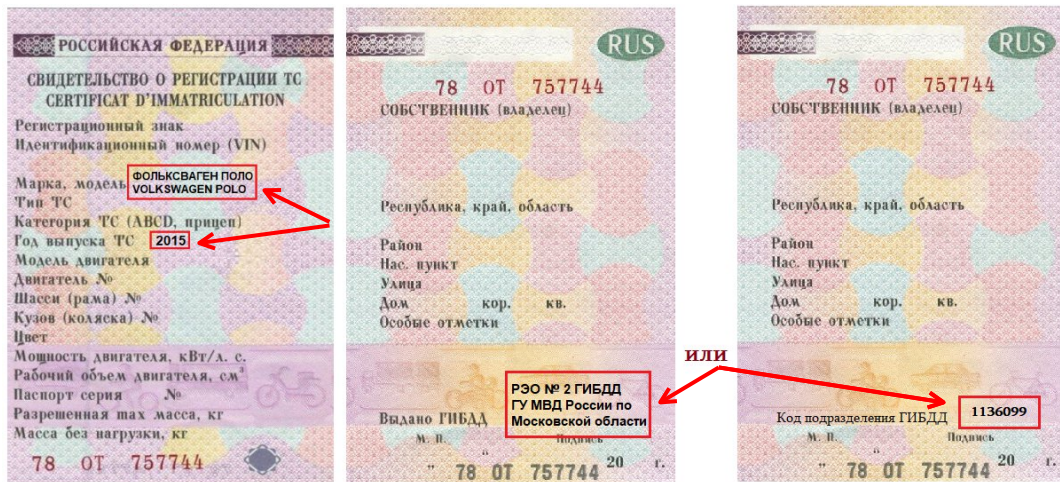 РОССИЙСКАЯ ФЕДЕРАЦИЯ
СВИДЕТЕЛЬСТВО О РЕГИСТРАЦИИ ТС
CERTIFICAT D'IMMATRICULATION
Регистрационный знак
Идентификационный номер (VIN)
Марка, модель ФОЛЬКСВАГЕН ПОЛО
VOLKSWAGEN POLO
Тип ТС
Категория ТС (ABCD, прицеп)
Год выпуска ТС 2015
Модель двигателя
Двигатель №
Шасси (рама) №
Кузов (коляска) №
Цвет
Мощность двигателя, кВт/л. с.
Рабочий объем двигателя, см³
Паспорт серия №
Разрешенная max масса, кг
Масса без нагрузки, кг
78 ОТ 757744
RUS
78 ОТ 757744
СОБСТВЕННИК (владелец)
Республика, край, область
Район
Нас. пункт
Улица
Дом кор. кв.
Особые отметки
Выдано ГИБДД РЭО № 2 ГИБДД
ГУ МВД России по
Московской области
М. П. Подпись
" " 20 г.
78 ОТ 757744
или
RUS
78 ОТ 757744
СОБСТВЕННИК (владелец)
Республика, край, область
Район
Нас. пункт
Улица
Дом кор. кв.
Особые отметки
Код подразделения ГИБДД 1136099
М. П. Подпись
" " 20 г.
78 ОТ 757744